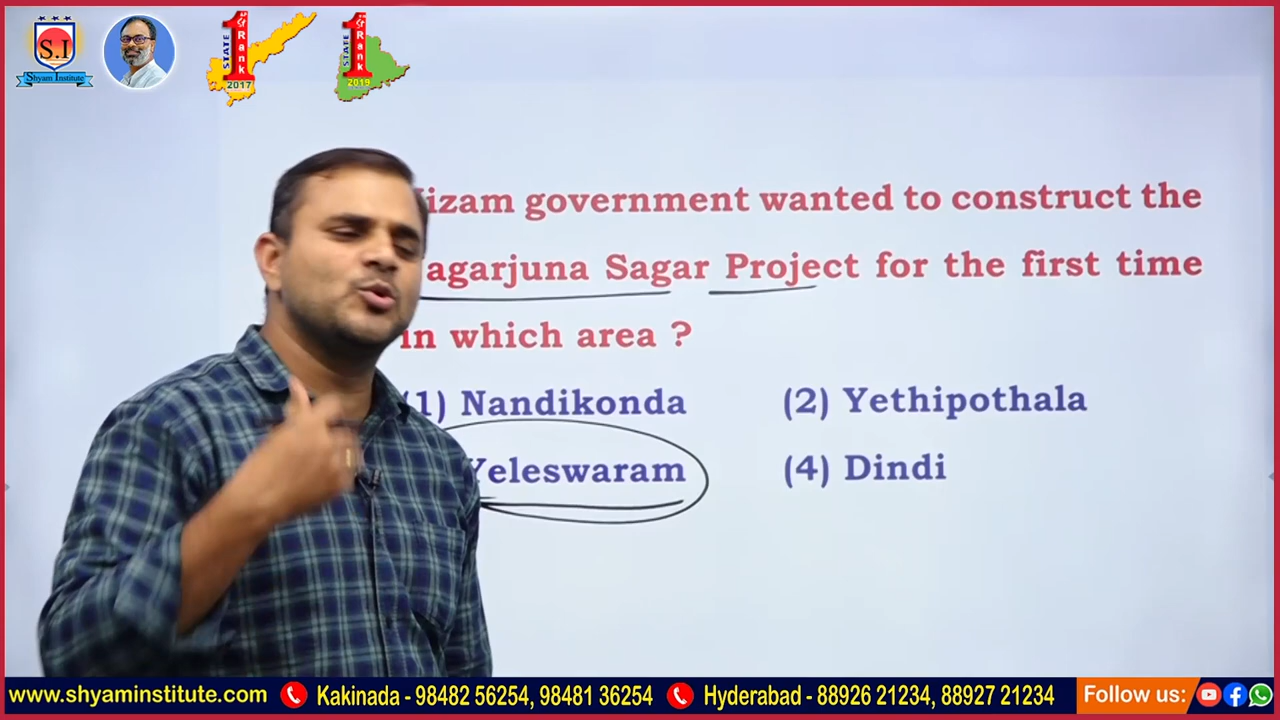 S.I
Shyam Institute
STATE
1
Rank
2017
STATE
1
Rank
2019
izam government wanted to construct the
agarjuna Sagar Project for the first time
in which area ?
1) Nandikonda
(2) Yethipothala
Yeleswaram
(4) Dindi
www.shyaminstitute.com
Kakinada - 98482 56254, 98481 36254
Hyderabad - 88926 21234, 88927 21234
Follow us: